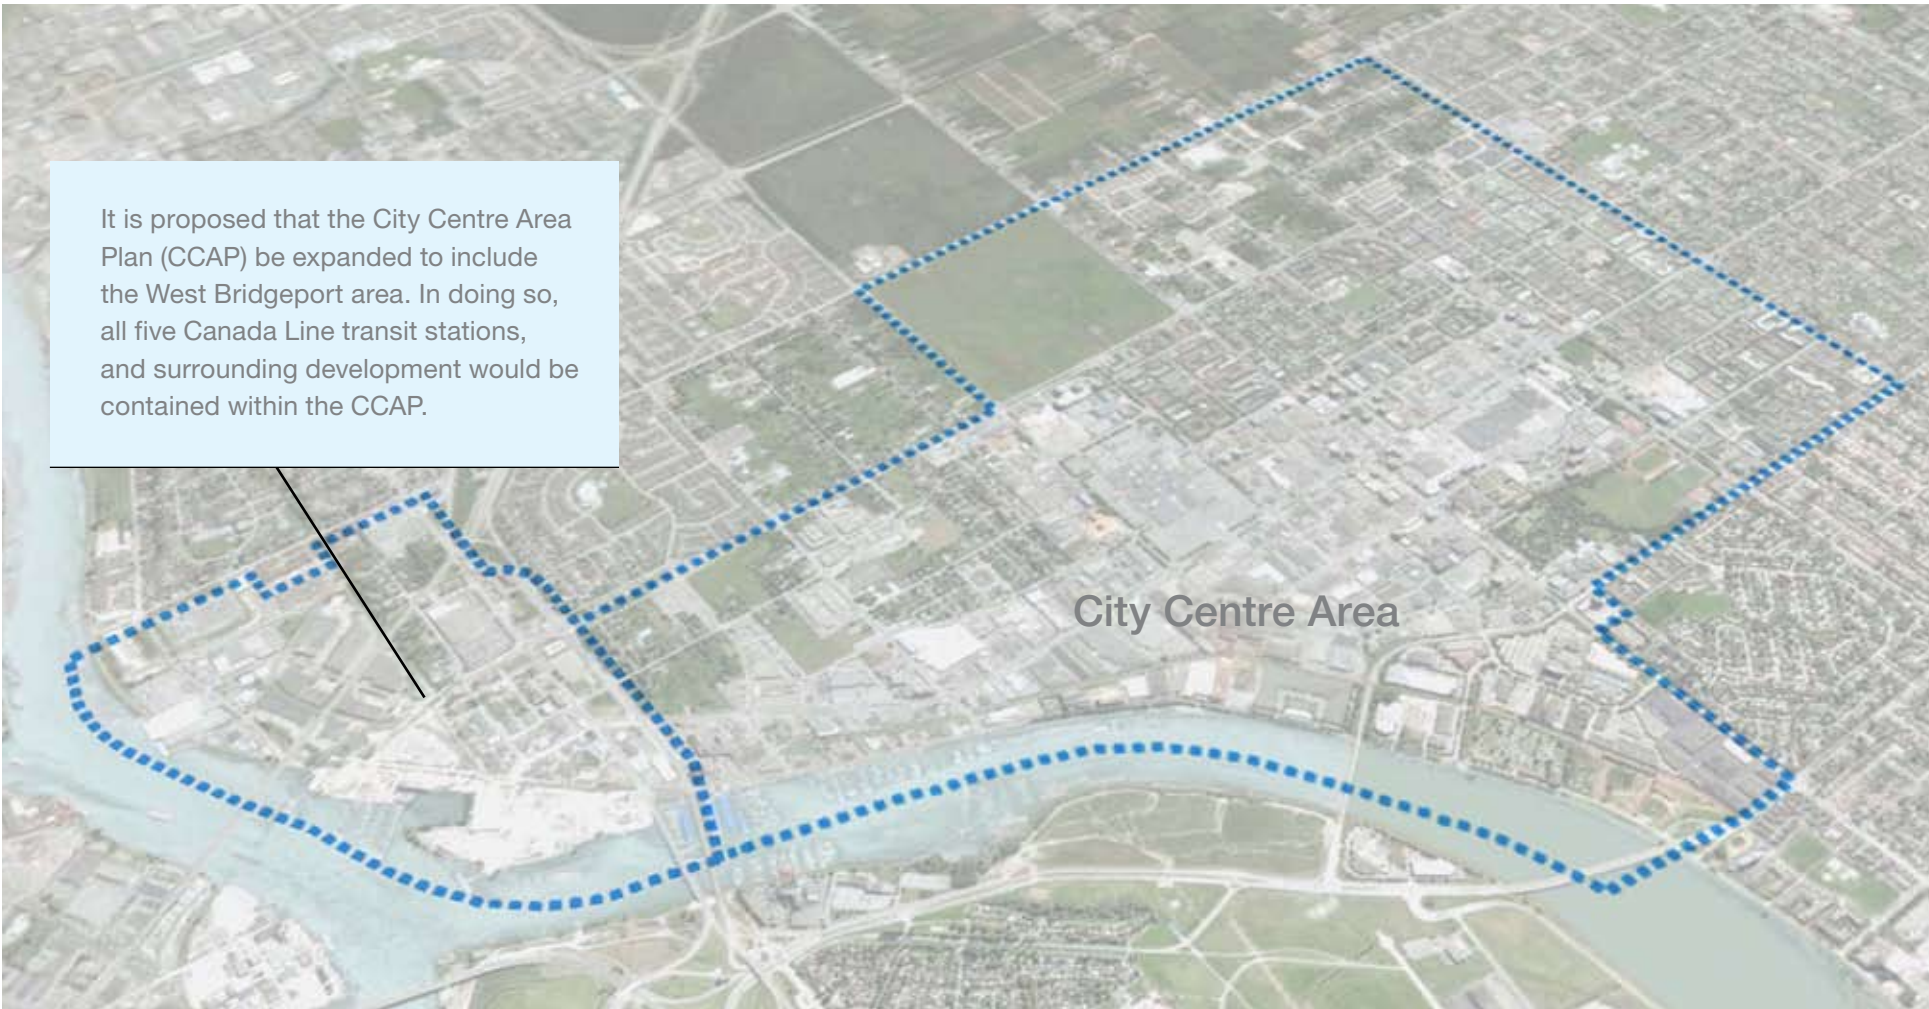 It is proposed that the City Centre Area
Plan (CCAP) be expanded to include
the West Bridgeport area. In doing so,
all five Canada Line transit stations,
and surrounding development would be
contained within the CCAP.
City Centre Area